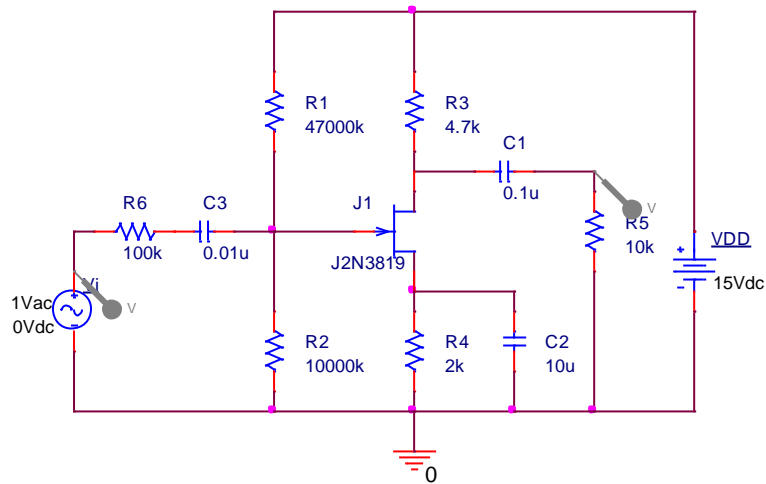 R1
47000k
R3
4.7k
C1
0.1u
R6
100k
C3
0.01u
J1
J2N3819
V
R5
10k
VDD
+
-
15Vdc
1Vac
0Vdc
Vi
+
-
V
R2
10000k
R4
2k
C2
10u
0